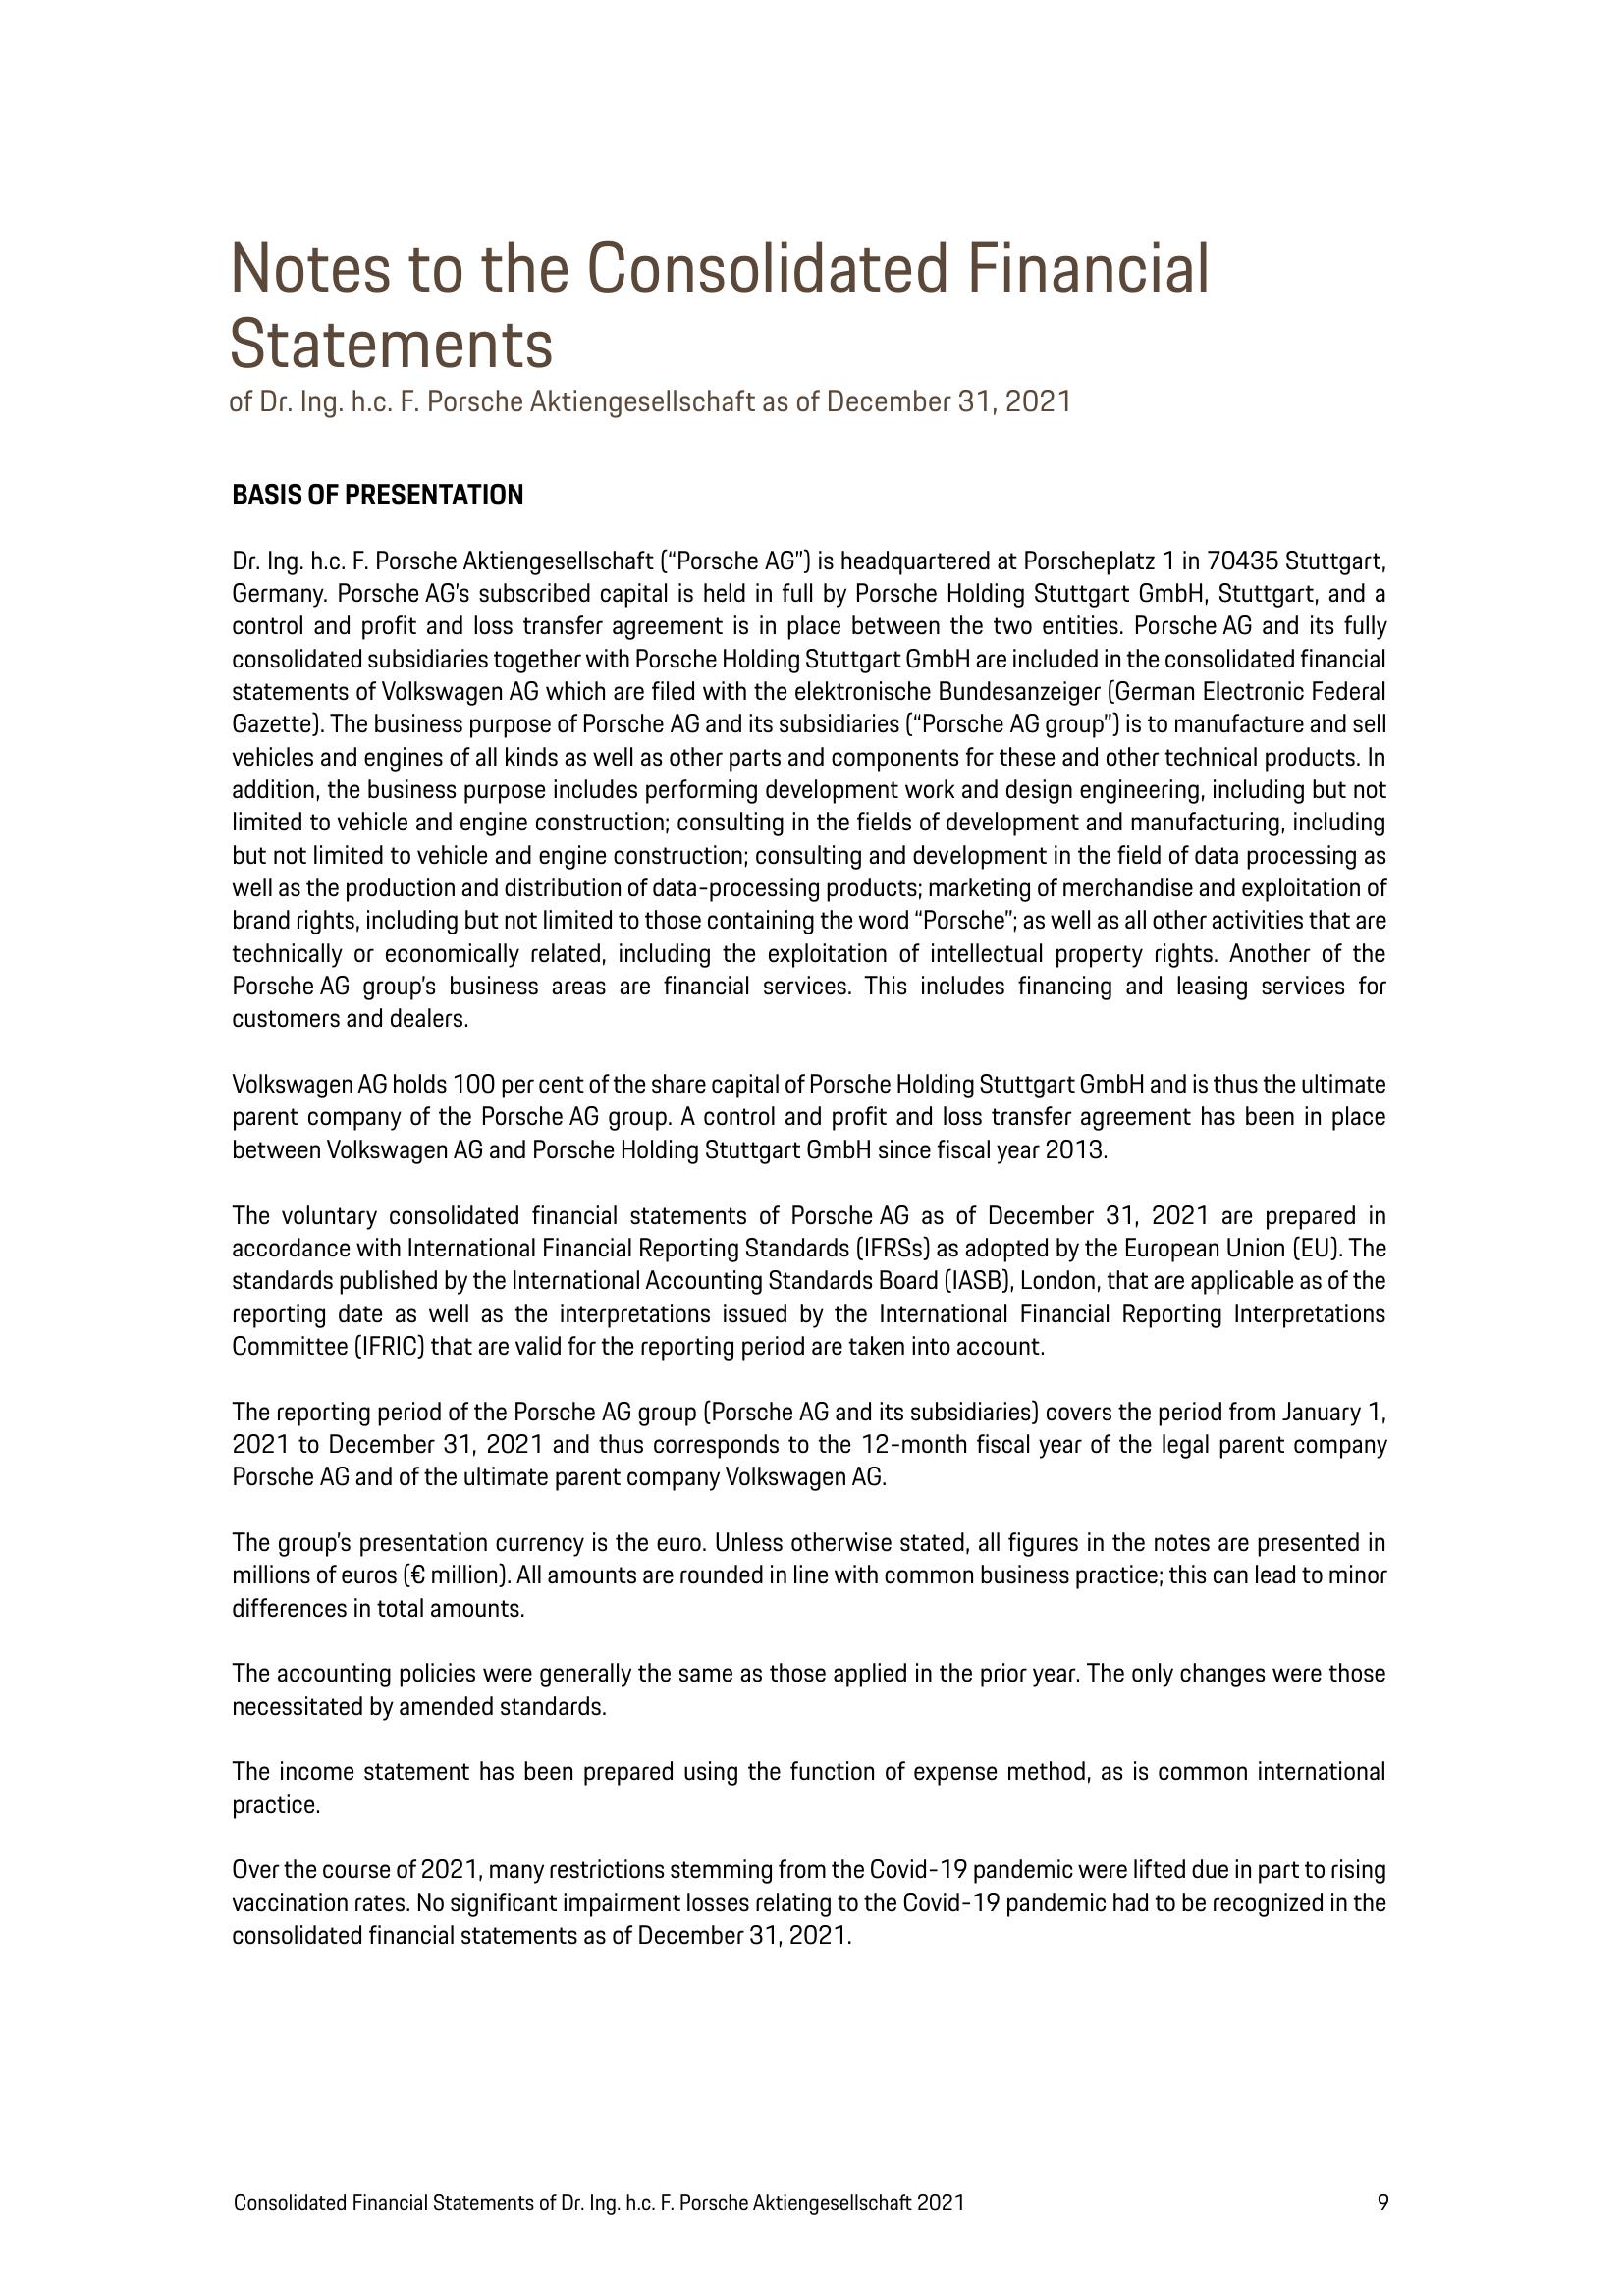 Notes to the Consolidated Financial
Statements
of Dr. Ing. h.c. F. Porsche Aktiengesellschaft as of December 31, 2021
BASIS OF PRESENTATION
Dr. Ing. h.c. F. Porsche Aktiengesellschaft (“Porsche AG”) is headquartered at Porscheplatz 1 in 70435 Stuttgart,
Germany. Porsche AG’s subscribed capital is held in full by Porsche Holding Stuttgart GmbH, Stuttgart, and a
control and profit and loss transfer agreement is in place between the two entities. Porsche AG and its fully
consolidated subsidiaries together with Porsche Holding Stuttgart GmbH are included in the consolidated financial
statements of Volkswagen AG which are filed with the elektronische Bundesanzeiger (German Electronic Federal
Gazette). The business purpose of Porsche AG and its subsidiaries (“Porsche AG group”) is to manufacture and sell
vehicles and engines of all kinds as well as other parts and components for these and other technical products. In
addition, the business purpose includes performing development work and design engineering, including but not
limited to vehicle and engine construction; consulting in the fields of development and manufacturing, including
but not limited to vehicle and engine construction; consulting and development in the field of data processing as
well as the production and distribution of data-processing products; marketing of merchandise and exploitation of
brand rights, including but not limited to those containing the word “Porsche”; as well as all other activities that are
technically or economically related, including the exploitation of intellectual property rights. Another of the
Porsche AG group’s business areas are financial services. This includes financing and leasing services for
customers and dealers.
Volkswagen AG holds 100 per cent of the share capital of Porsche Holding Stuttgart GmbH and is thus the ultimate
parent company of the Porsche AG group. A control and profit and loss transfer agreement has been in place
between Volkswagen AG and Porsche Holding Stuttgart GmbH since fiscal year 2013.
The voluntary consolidated financial statements of Porsche AG as of December 31, 2021 are prepared in
accordance with International Financial Reporting Standards (IFRSs) as adopted by the European Union (EU). The
standards published by the International Accounting Standards Board (IASB), London, that are applicable as of the
reporting date as well as the interpretations issued by the International Financial Reporting Interpretations
Committee (IFRIC) that are valid for the reporting period are taken into account.
The reporting period of the Porsche AG group (Porsche AG and its subsidiaries) covers the period from January 1,
2021 to December 31, 2021 and thus corresponds to the 12-month fiscal year of the legal parent company
Porsche AG and of the ultimate parent company Volkswagen AG.
The group’s presentation currency is the euro. Unless otherwise stated, all figures in the notes are presented in
millions of euros (€ million). All amounts are rounded in line with common business practice; this can lead to minor
differences in total amounts.
The accounting policies were generally the same as those applied in the prior year. The only changes were those
necessitated by amended standards.
The income statement has been prepared using the function of expense method, as is common international
practice.
Over the course of 2021, many restrictions stemming from the Covid-19 pandemic were lifted due in part to rising
vaccination rates. No significant impairment losses relating to the Covid-19 pandemic had to be recognized in the
consolidated financial statements as of December 31, 2021.
Consolidated Financial Statements of Dr. Ing. h.c. F. Porsche Aktiengesellschaft 2021 9